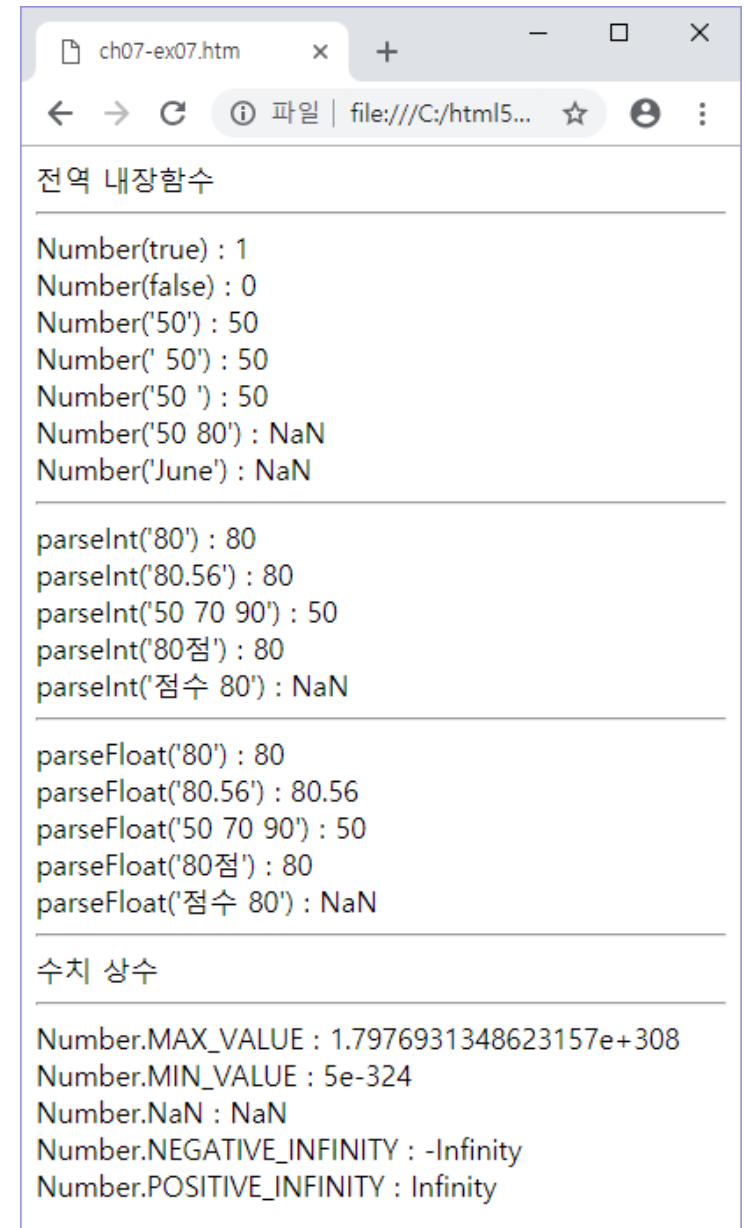 ch07-ex07.htm
파일 file:///C:/html5...
전역 내장함수
Number(true) : 1
Number(false) : 0
Number('50') : 50
Number(' 50') : 50
Number('50 ') : 50
Number('50 80') : NaN
Number('June') : NaN
parseInt('80') : 80
parseInt('80.56') : 80
parseInt('50 70 90') : 50
parseInt('80점') : 80
parseInt('점수 80') : NaN
parseFloat('80') : 80
parseFloat('80.56') : 80.56
parseFloat('50 70 90') : 50
parseFloat('80점') : 80
parseFloat('점수 80') : NaN
수치 상수
Number.MAX_VALUE : 1.7976931348623157e+308
Number.MIN_VALUE : 5e-324
Number.NaN : NaN
Number.NEGATIVE_INFINITY : -Infinity
Number.POSITIVE_INFINITY : Infinity